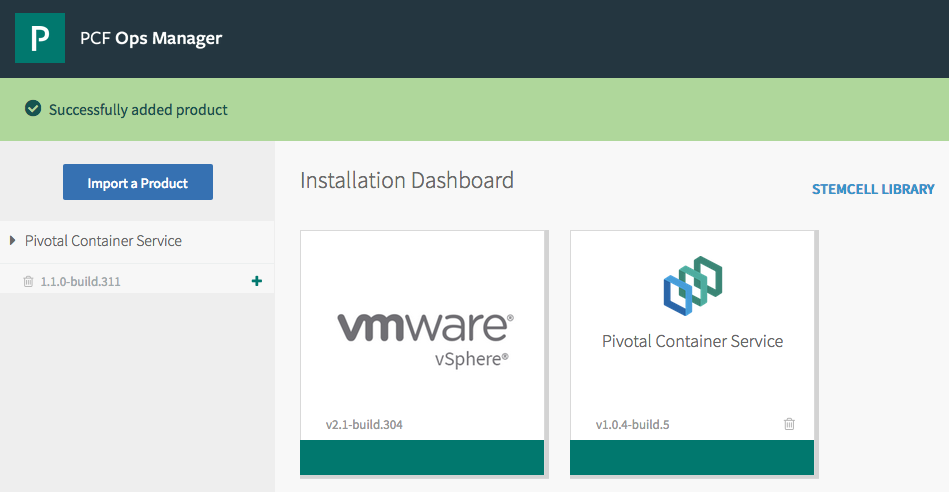 P
PCF Ops Manager
Successfully added product
Import a Product
Installation Dashboard
STEMCELL LIBRARY
Pivotal Container Service
1.1.0-build.311
vmware®
vSphere®
v2.1-build.304
Pivotal Container Service
v1.0.4-build.5